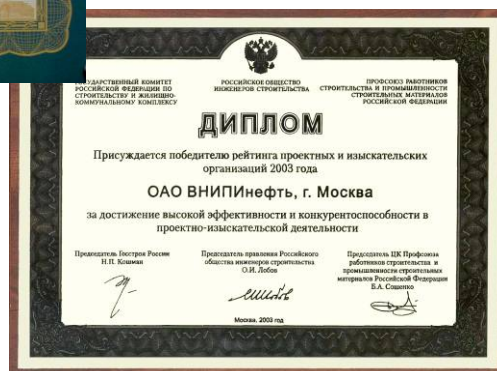 ГОСУДАРСТВЕННЫЙ КОМИТЕТ
РОССИЙСКОЙ ФЕДЕРАЦИИ ПО
СТРОИТЕЛЬСТВУ И ЖИЛИЩНО-
КОММУНАЛЬНОМУ КОМПЛЕКСУ
РОССИЙСКОЕ ОБЩЕСТВО
ИНЖЕНЕРОВ СТРОИТЕЛЬСТВА
ПРОФСОЮЗ РАБОТНИКОВ
СТРОИТЕЛЬСТВА И ПРОМЫШЛЕННОСТИ
СТРОИТЕЛЬНЫХ МАТЕРИАЛОВ
РОССИЙСКОЙ ФЕДЕРАЦИИ
ДИПЛОМ
Присуждается победителю рейтинга проектных и изыскательских
организаций 2003 года
ОАО ВНИПИнефть, г. Москва
за достижение высокой эффективности и конкурентоспособности в
проектно-изыскательской деятельности
Председатель Госстроя России
Н.П. Кошман
Председатель правления Российского
общества инженеров строительства
О.И. Лобов
Председатель ЦК Профсоюза
работников строительства и
промышленности строительных
материалов Российской Федерации
Б.А. Сошенко
Москва, 2003 год